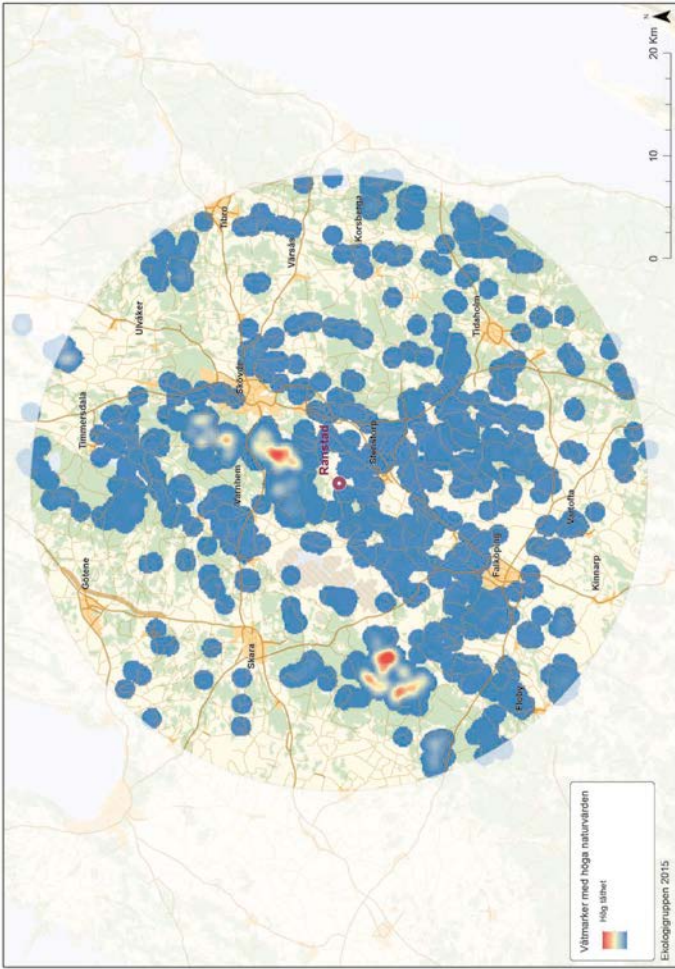 Götene
Timmersdala
Ulvåker
Tibro
Skara
Varnhem
Skövde
Värsås
Ranstad
Stenstorp
Korsberga
Falköping
Tidaholm
Floby
Vartofta
Kinnarp
N
0 10 20 Km
Våtmarker med höga naturvärden
Hög täthet
Ekologigruppen 2015